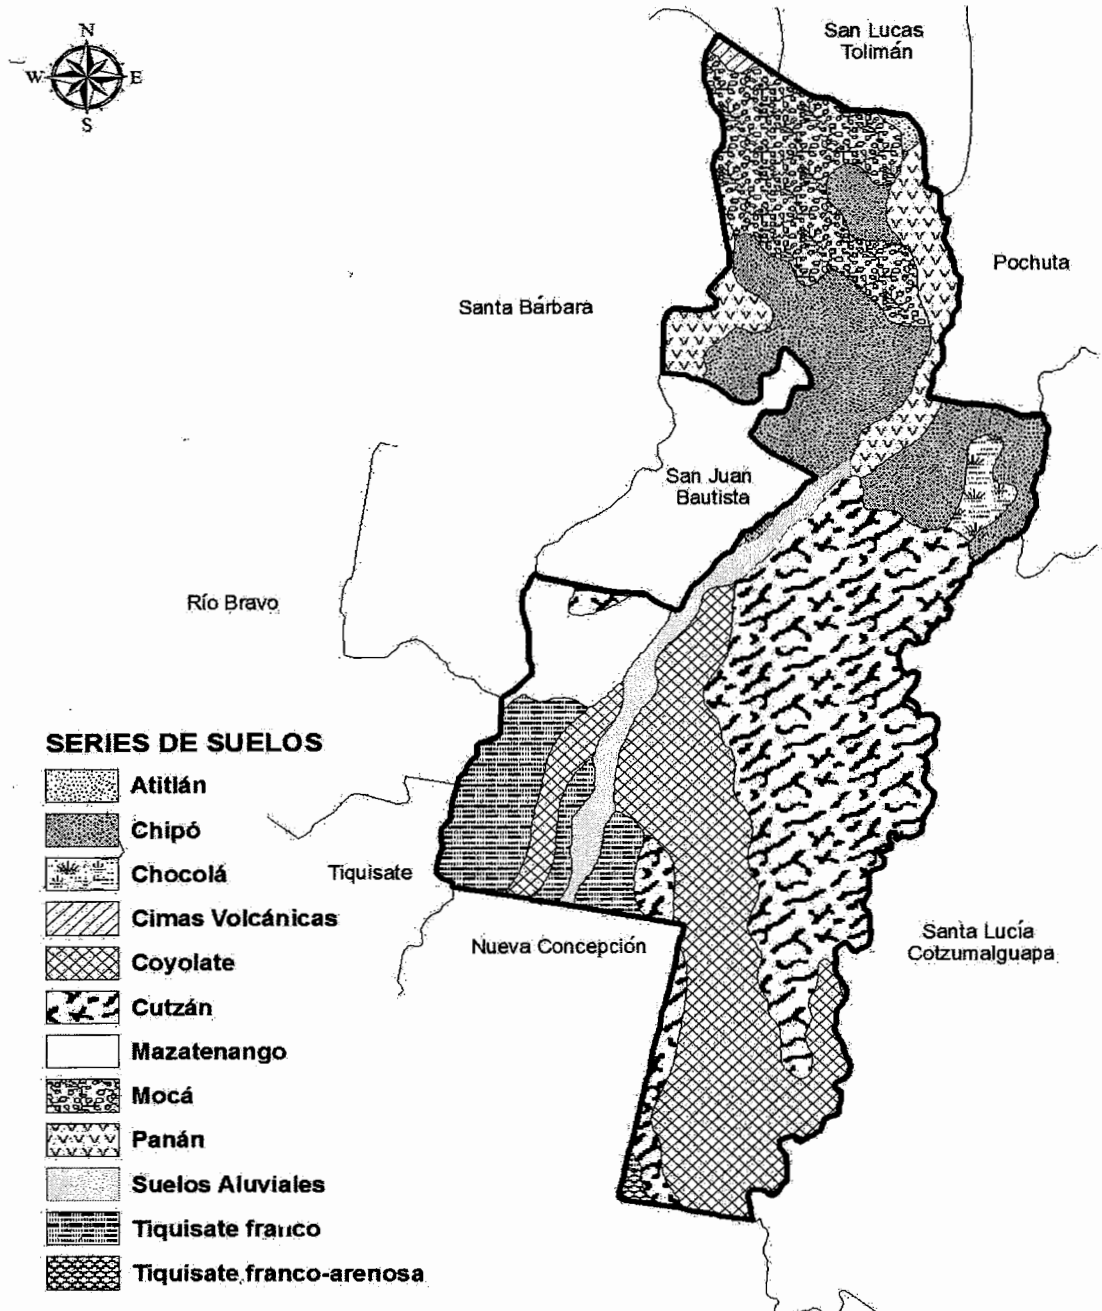 N
W E
S
San Lucas
Tolimán
Pochuta
Santa Bárbara
San Juan
Bautista
Río Bravo
SERIES DE SUELOS
Atitlán
Chipó
Chocolá
Cimas Volcánicas
Coyolate
Cutzán
Mazatenango
Mocá
Panán
Suelos Aluviales
Tiquisate franco
Tiquisate franco-arenosa
Tiquisate
Nueva Concepción
Santa Lucía
Cotzumalguapa